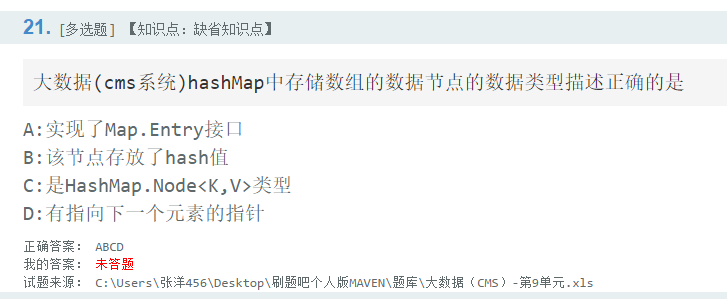 21. [多选题] 【知识点：缺省知识点】
大数据(cms系统)hashMap中存储数组的数据节点的数据类型描述正确的是
A:实现了Map.Entry接口
B:该节点存放了hash值
C:是HashMap.Node<K,V>类型
D:有指向下一个元素的指针
正确答案： ABCD
我的答案： 未答题
试题来源： C:\Users\张洋456\Desktop\刷题吧个人版MAVEN\题库\大数据（CMS）-第9单元.xls